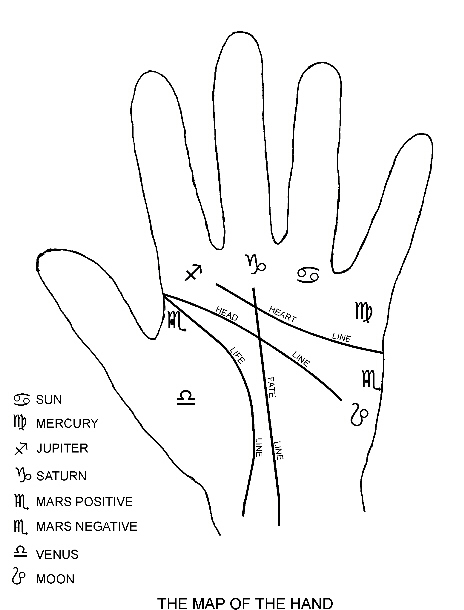 HEART
LINE
HEAD
LINE
LIFE
LINE
FATE
LINE
♋ SUN
♍ MERCURY
♐ JUPITER
♑ SATURN
♏ MARS POSITIVE
♏ MARS NEGATIVE
♎ VENUS
MOON
THE MAP OF THE HAND